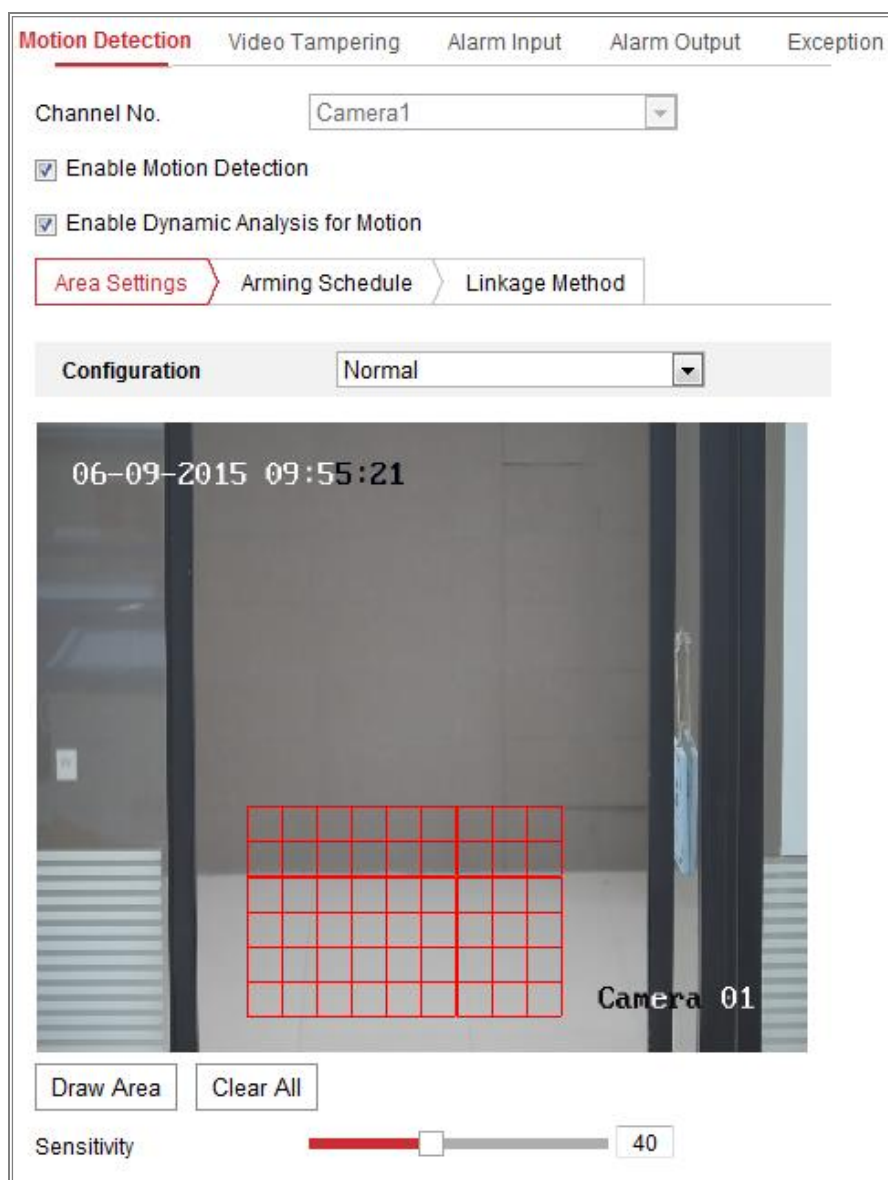 Motion Detection Video Tampering Alarm Input Alarm Output Exception
Channel No. Camera1
Enable Motion Detection
Enable Dynamic Analysis for Motion
Area Settings Arming Schedule Linkage Method
Configuration Normal
06-09-2015 09:55:21
Camera 01
Draw Area Clear All
Sensitivity 40